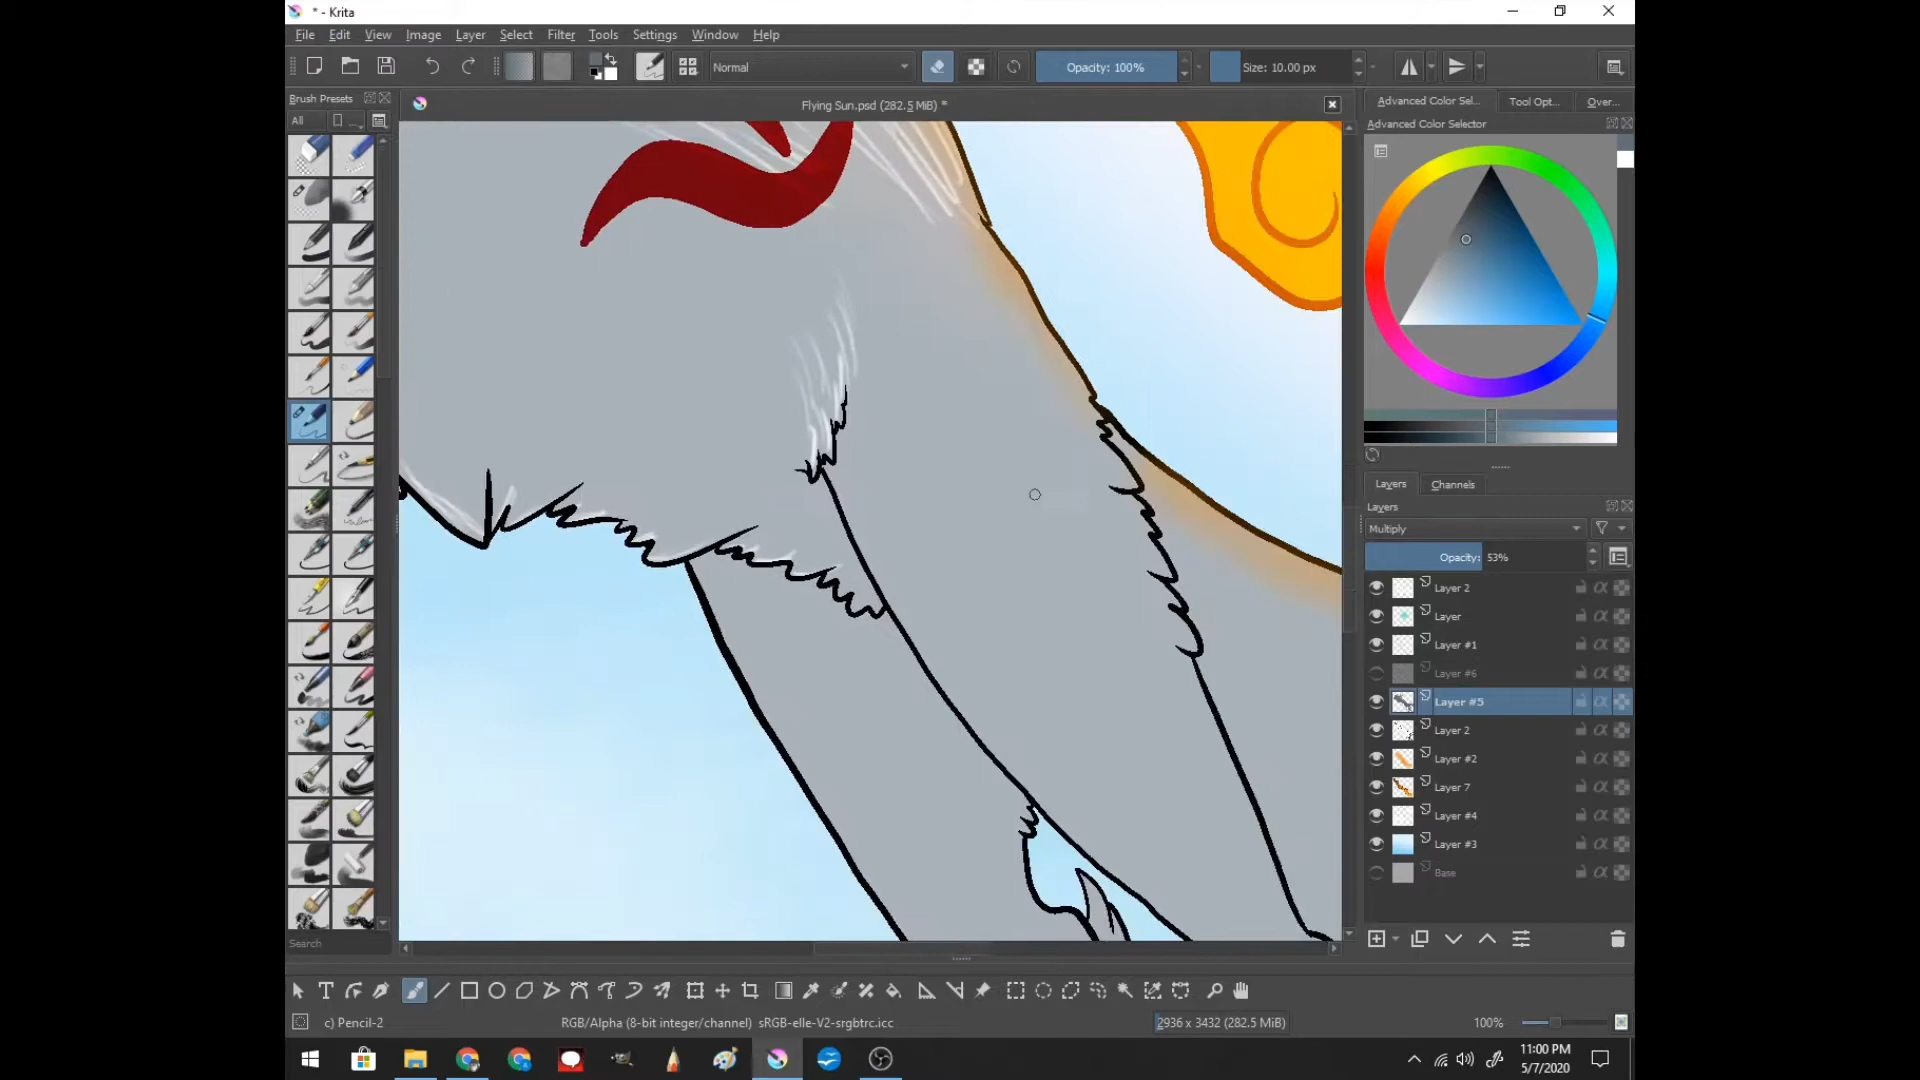 * - Krita
File Edit View Image Layer Select Filter Tools Settings Window Help
Normal
Opacity: 100%
Size: 10.00 px
Brush Presets
Flying Sun.psd (282.5 MiB) *
Advanced Color Sel... Tool Opt... Over...
All
...
Advanced Color Selector
Layers Channels
Layers
Multiply
Opacity: 53%
Layer 2
Layer
Layer #1
Layer #6
Layer #5
Layer 2
Layer #2
Layer 7
Layer #4
Layer #3
Base
Search
c) Pencil-2
RGB/Alpha (8-bit integer/channel) sRGB-elle-V2-srgbtrc.icc
2936 x 3432 (282.5 MiB)
100%
11:00 PM
5/7/2020